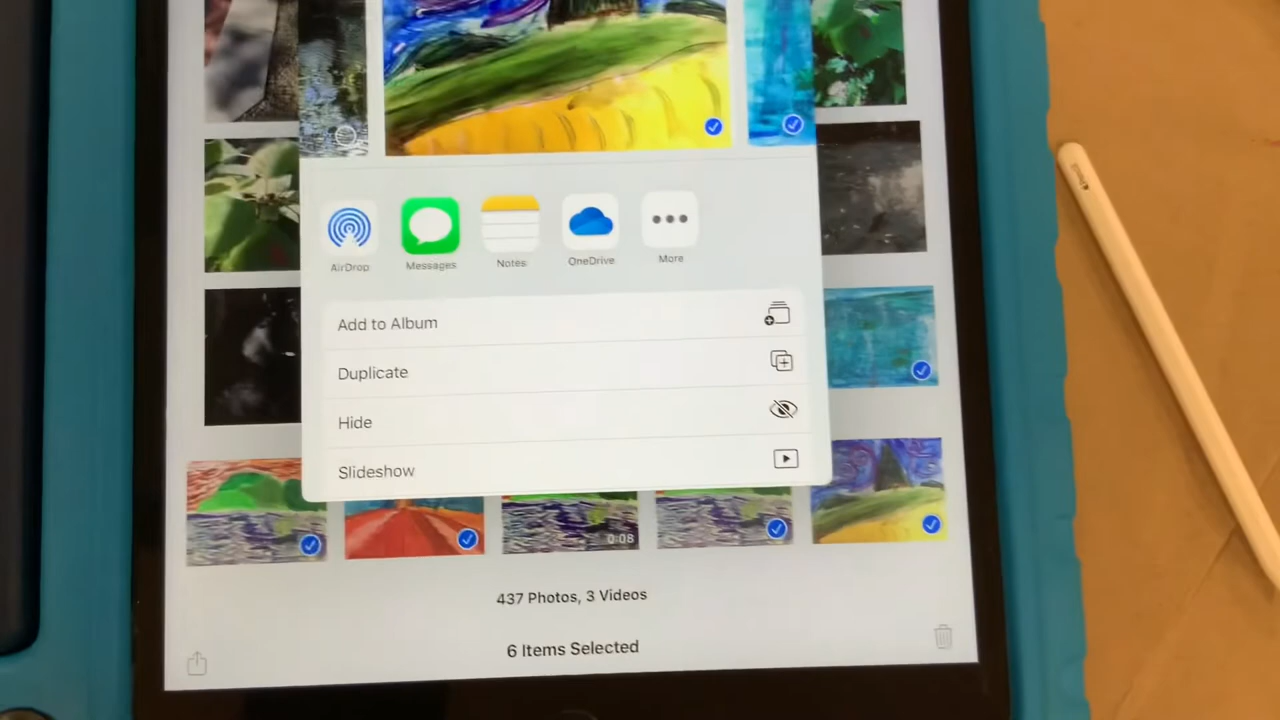 AirDrop
Messages
Notes
OneDrive
More
Add to Album
Duplicate
Hide
Slideshow
0:08
437 Photos, 3 Videos
6 Items Selected